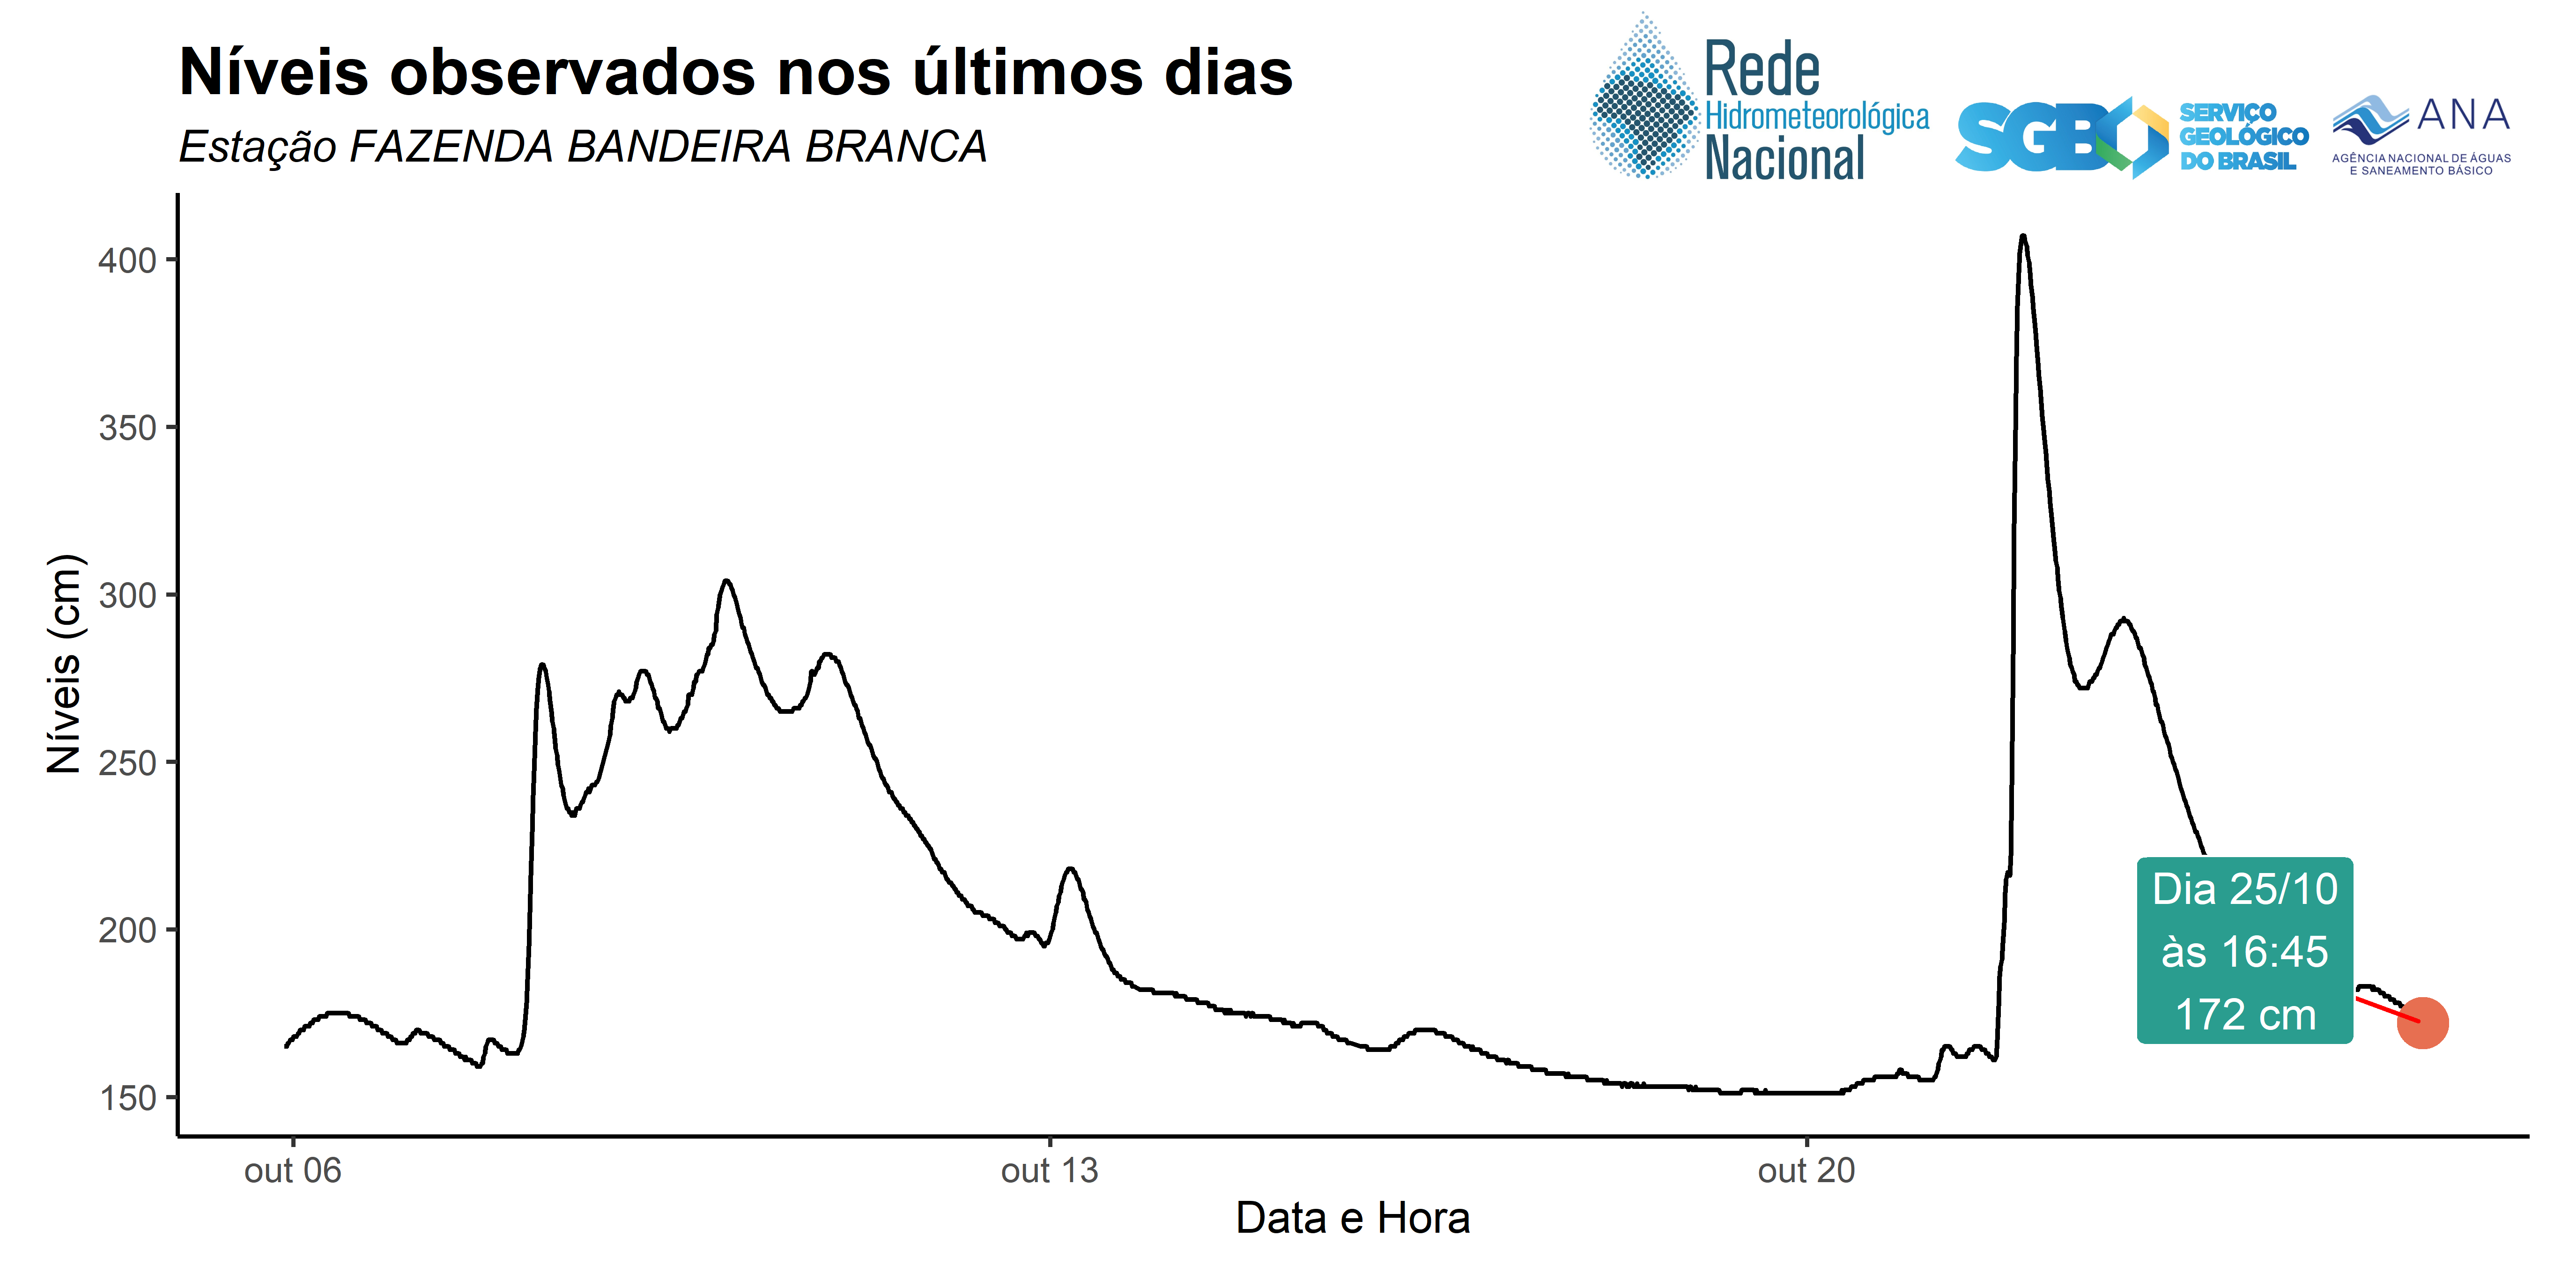 Níveis observados nos últimos dias
Estação FAZENDA BANDEIRA BRANCA
Rede
Hidrometeorológica
Nacional
SGB
SERVIÇO
GEOLÓGICO
DO BRASIL
ANA
AGÊNCIA NACIONAL DE ÁGUAS
E SANEAMENTO BÁSICO
Níveis (cm)
400
350
300
250
200
150
Dia 25/10
às 16:45
172 cm
out 06
out 13
out 20
Data e Hora